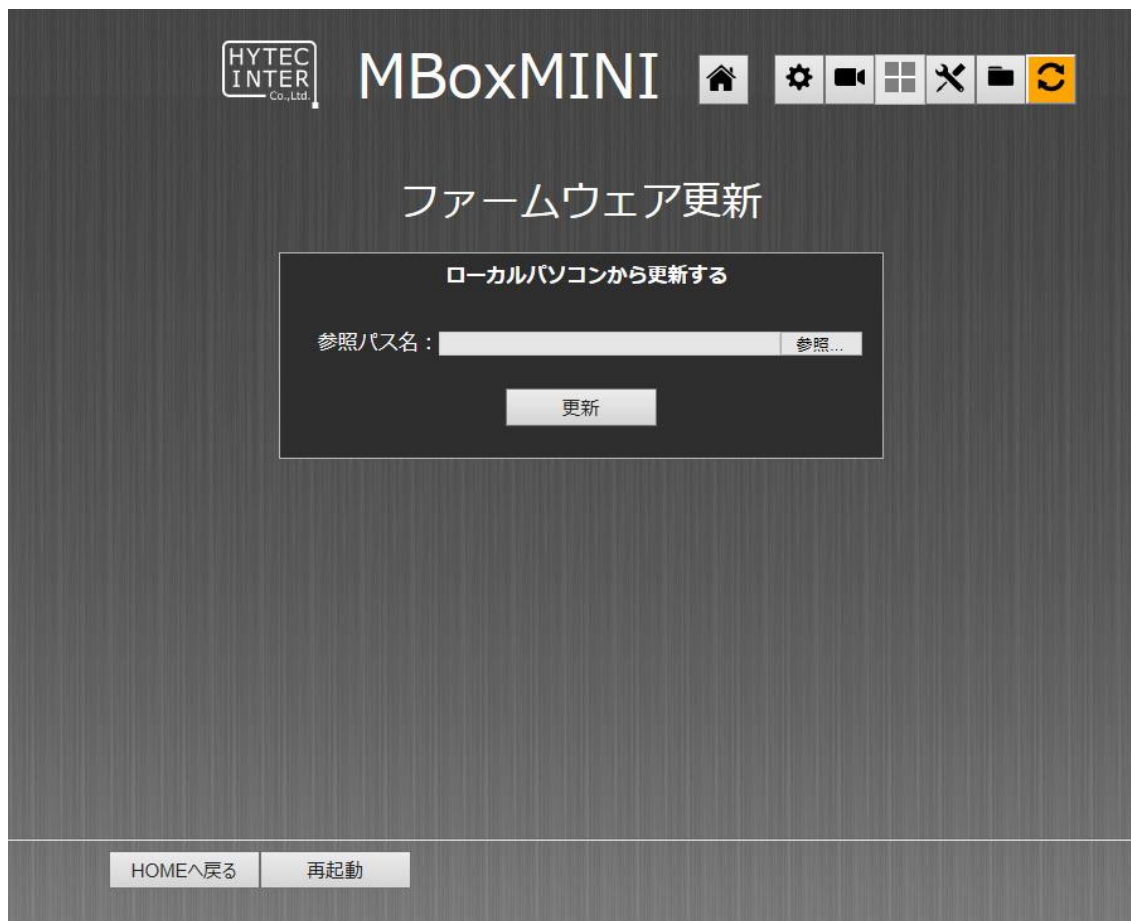 HYTEC
INTER
Co.,Ltd.
MBoxMINI
ファームウェア更新
ローカルパソコンから更新する
参照パス名：
参照...
更新
HOMEへ戻る
再起動